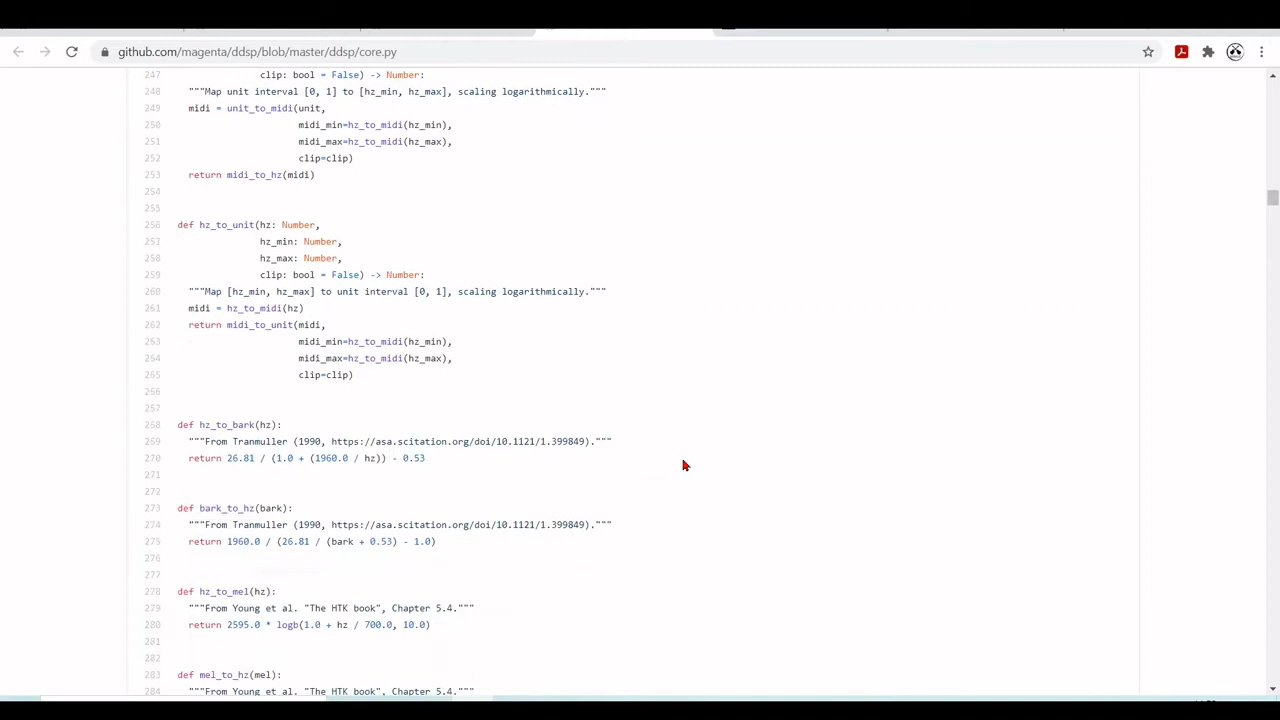 github.com/magenta/ddsp/blob/master/ddsp/core.py
247 clip: bool = False) -> Number:
248 """Map unit interval [0, 1] to [hz_min, hz_max], scaling logarithmically."""
249 midi = unit_to_midi(unit,
250 midi_min=hz_to_midi(hz_min),
251 midi_max=hz_to_midi(hz_max),
252 clip=clip)
253 return midi_to_hz(midi)
254
255
256 def hz_to_unit(hz: Number,
257 hz_min: Number,
258 hz_max: Number,
259 clip: bool = False) -> Number:
260 """Map [hz_min, hz_max] to unit interval [0, 1], scaling logarithmically."""
261 midi = hz_to_midi(hz)
262 return midi_to_unit(midi,
263 midi_min=hz_to_midi(hz_min),
264 midi_max=hz_to_midi(hz_max),
265 clip=clip)
266
267
268 def hz_to_bark(hz):
269 """From Tranmuller (1990, https://asa.scitation.org/doi/10.1121/1.399849)."""
270 return 26.81 / (1.0 + (1960.0 / hz)) - 0.53
271
272
273 def bark_to_hz(bark):
274 """From Tranmuller (1990, https://asa.scitation.org/doi/10.1121/1.399849)."""
275 return 1960.0 / (26.81 / (bark + 0.53) - 1.0)
276
277
278 def hz_to_mel(hz):
279 """From Young et al. "The HTK book", Chapter 5.4."""
280 return 2595.0 * logb(1.0 + hz / 700.0, 10.0)
281
282
283 def mel_to_hz(mel):
284 """From Young et al. "The HTK book", Chapter 5.4."""